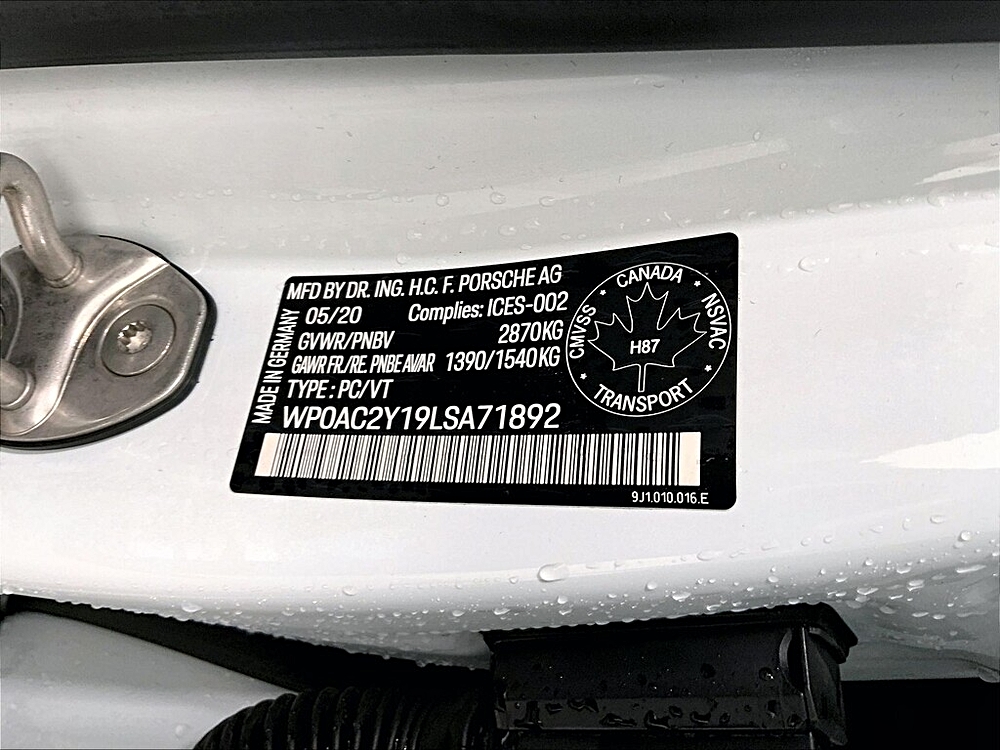 MFD BY DR. ING. H.C. F. PORSCHE AG
05/20 Complies: ICES-002
GVWR/PNBV 2870KG
GAWR FR./RE. PNBE AV/AR 1390/1540KG
TYPE: PC/VT
WP0AC2Y19LSA71892
MADE IN GERMANY
CANADA
CMVSS
NSVAC
H87
TRANSPORT
9J1.010.016.E